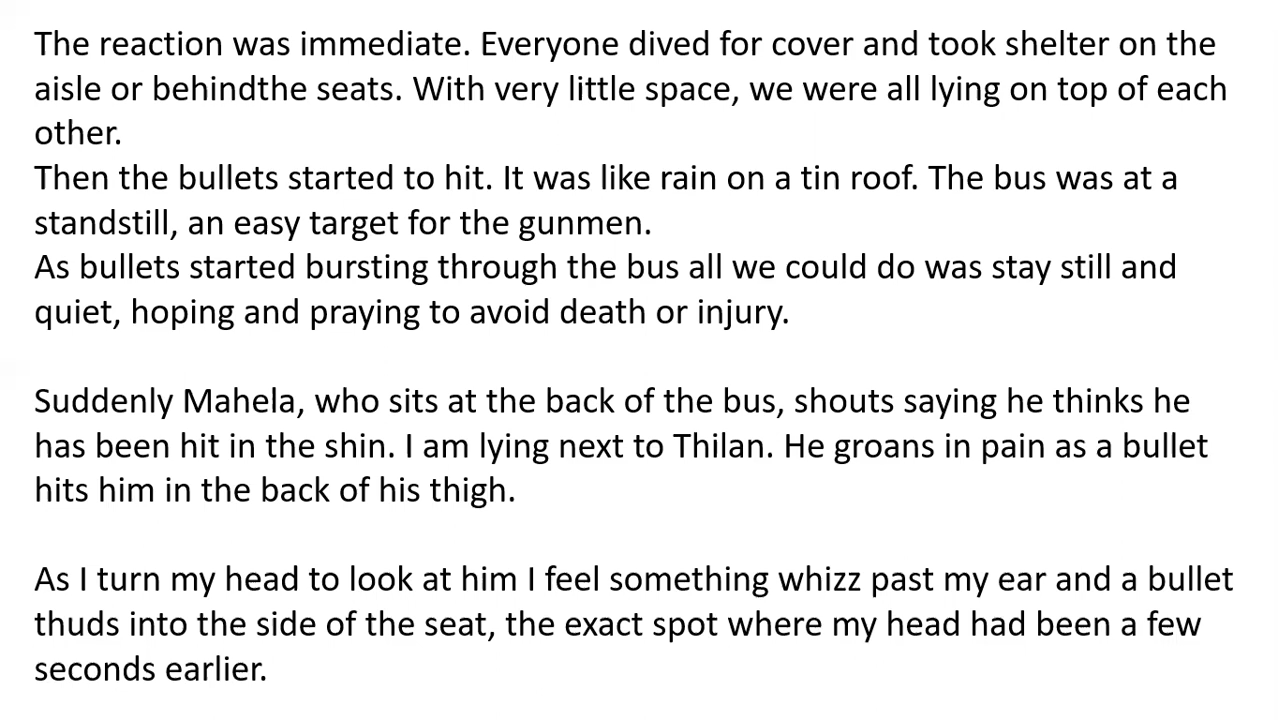 The reaction was immediate. Everyone dived for cover and took shelter on the
aisle or behindthe seats. With very little space, we were all lying on top of each
other.
Then the bullets started to hit. It was like rain on a tin roof. The bus was at a
standstill, an easy target for the gunmen.
As bullets started bursting through the bus all we could do was stay still and
quiet, hoping and praying to avoid death or injury.
Suddenly Mahela, who sits at the back of the bus, shouts saying he thinks he
has been hit in the shin. I am lying next to Thilan. He groans in pain as a bullet
hits him in the back of his thigh.
As I turn my head to look at him I feel something whizz past my ear and a bullet
thuds into the side of the seat, the exact spot where my head had been a few
seconds earlier.